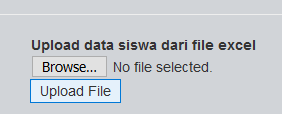 Upload data siswa dari file excel
Browse... No file selected.
Upload File